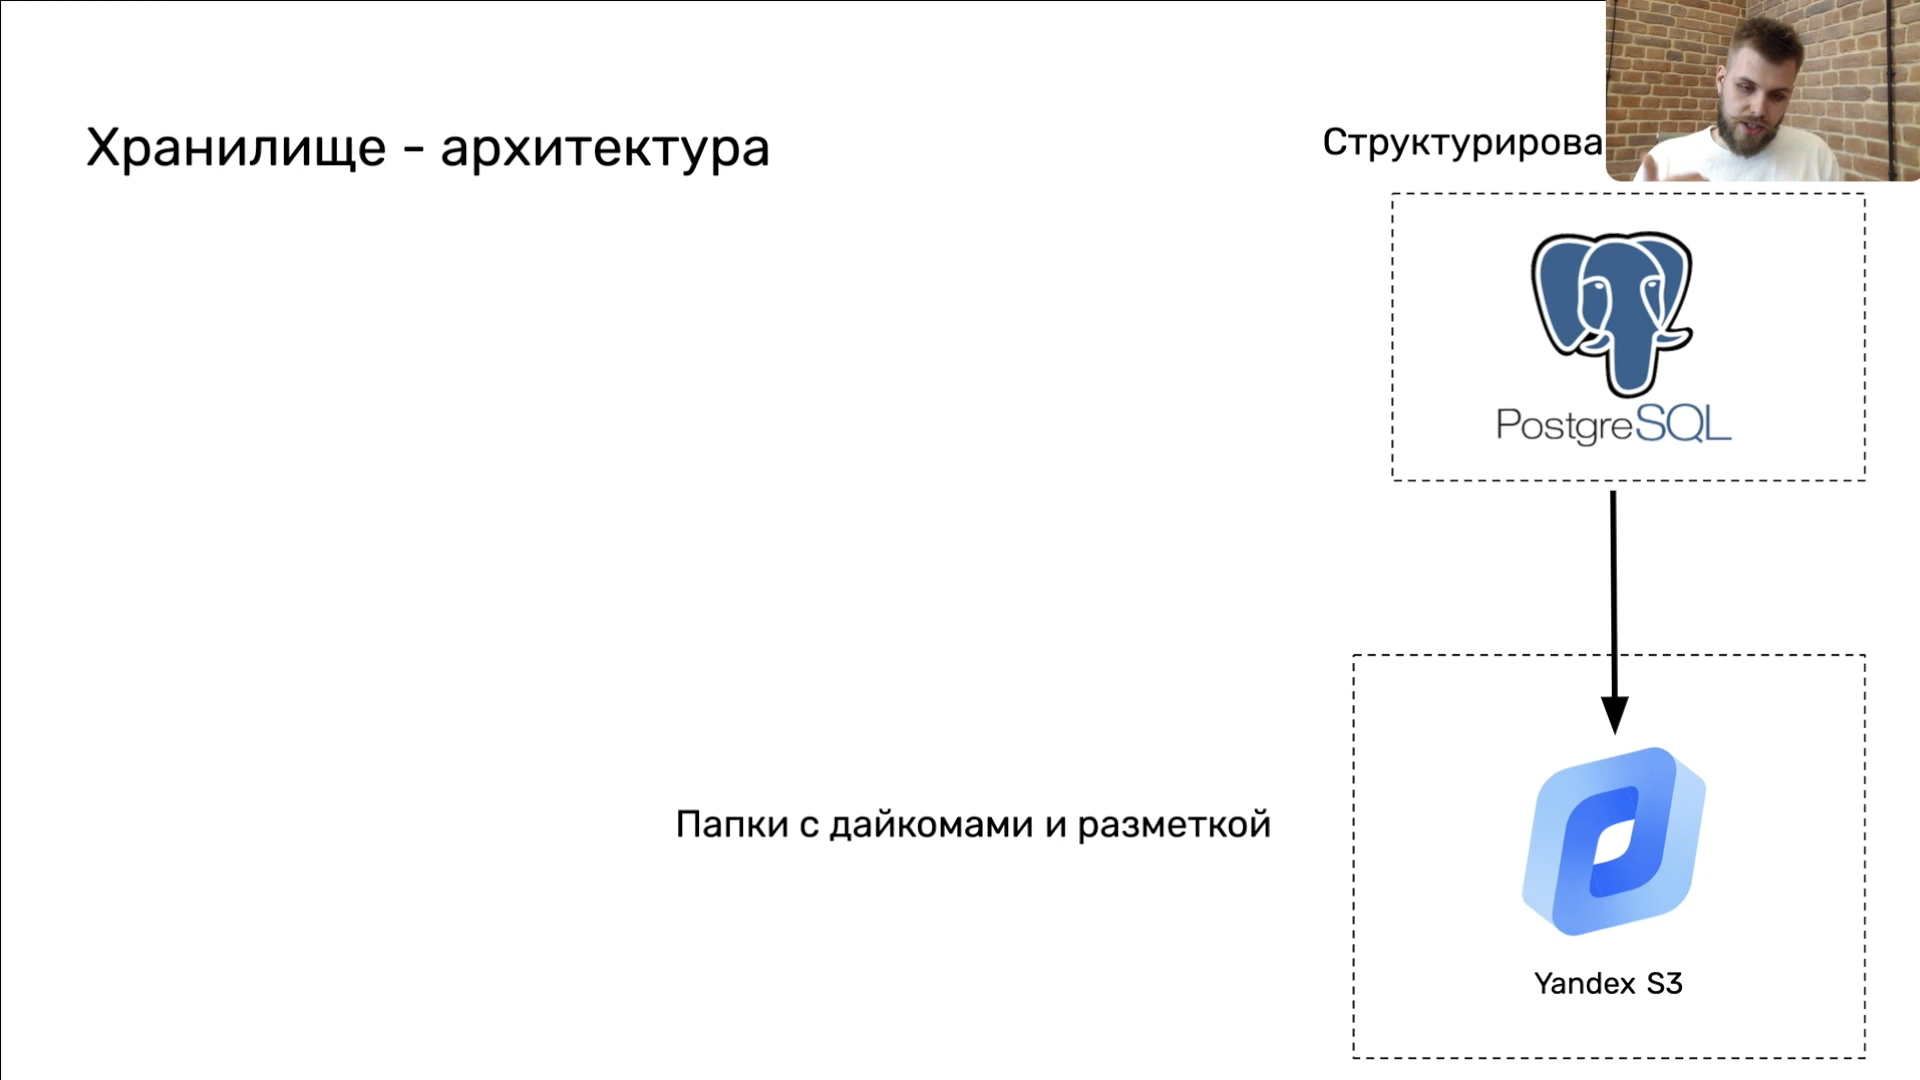 Хранилище - архитектура
Структурирова
PostgreSQL
Папки с дайкомами и разметкой
Yandex S3